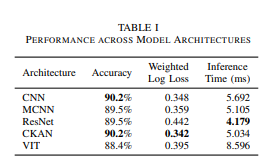 TABLE I
PERFORMANCE ACROSS MODEL ARCHITECTURES
Architecture Accuracy Weighted Log Loss Inference Time (ms)
CNN 90.2% 0.348 5.692
MCNN 89.5% 0.359 5.105
ResNet 89.5% 0.442 4.179
CKAN 90.2% 0.342 5.034
VIT 88.4% 0.395 8.596